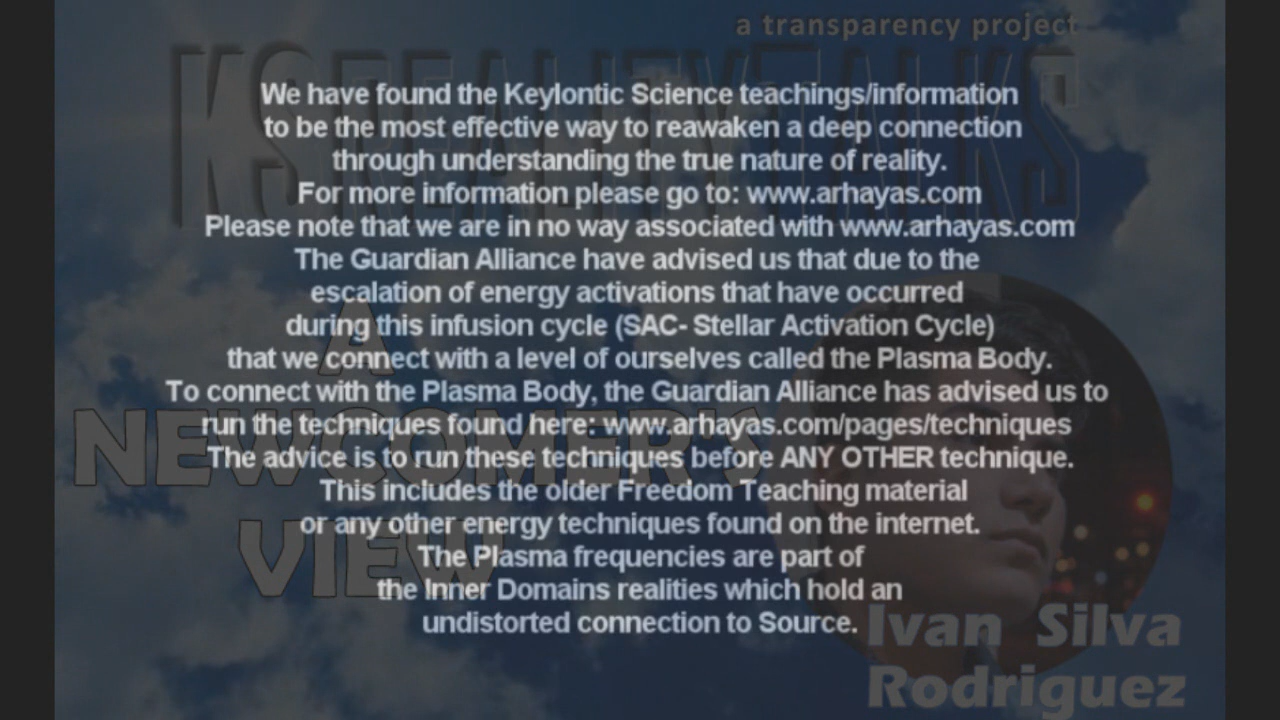 a transparency project
KSREALITYTALKS
We have found the Keylontic Science teachings/information
to be the most effective way to reawaken a deep connection
through understanding the true nature of reality.
For more information please go to: www.arhayas.com
Please note that we are in no way associated with www.arhayas.com
The Guardian Alliance have advised us that due to the
escalation of energy activations that have occurred
during this infusion cycle (SAC- Stellar Activation Cycle)
that we connect with a level of ourselves called the Plasma Body.
To connect with the Plasma Body, the Guardian Alliance has advised us to
run the techniques found here: www.arhayas.com/pages/techniques
The advice is to run these techniques before ANY OTHER technique.
This includes the older Freedom Teaching material
or any other energy techniques found on the internet.
The Plasma frequencies are part of
the Inner Domains realities which hold an
undistorted connection to Source.
A
NEWCOMER'S
VIEW
Ivan Silva
Rodriguez